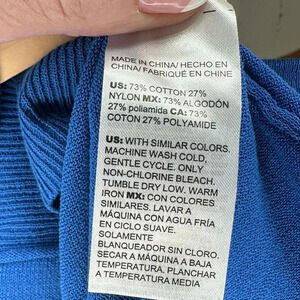 MADE IN CHINA/ HECHO EN
CHINA/ FABRIQUÉ EN CHINE
US: 73% COTTON 27%
NYLON MX: 73% ALGODÓN
27% poliamida CA: 73%
COTON 27% POLYAMIDE
US: WITH SIMILAR COLORS.
MACHINE WASH COLD,
GENTLE CYCLE. ONLY
NON-CHLORINE BLEACH,
TUMBLE DRY LOW. WARM
IRON MX: CON COLORES
SIMILARES. LAVAR A
MÁQUINA CON AGUA FRÍA
EN CICLO SUAVE.
SOLAMENTE
BLANQUEADOR SIN CLORO.
SECAR A MÁQUINA A BAJA
TEMPERATURA. PLANCHAR
A TEMPERATURA MEDIA